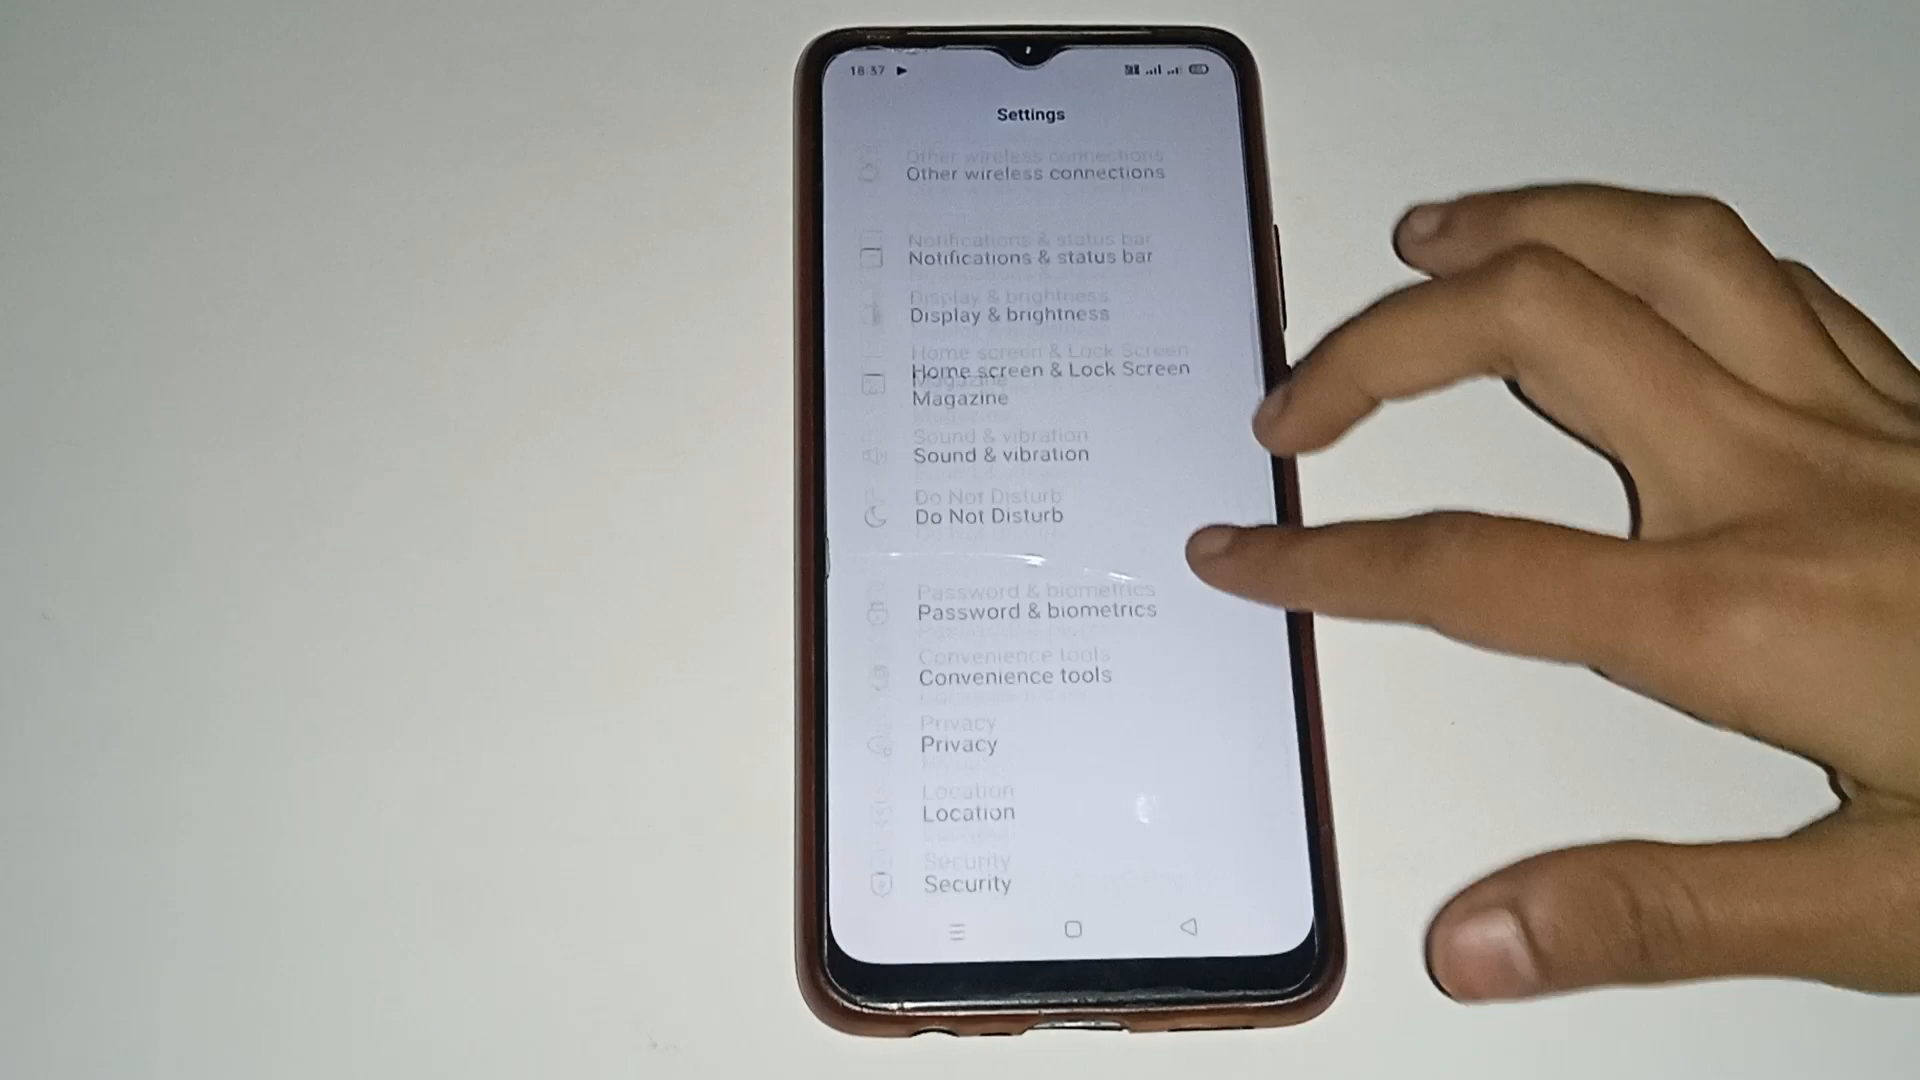 18:37
Settings
Other wireless connections
Notifications & status bar
Display & brightness
Home screen & Lock Screen
Magazine
Sound & vibration
Do Not Disturb
Password & biometrics
Convenience tools
Privacy
Location
Security